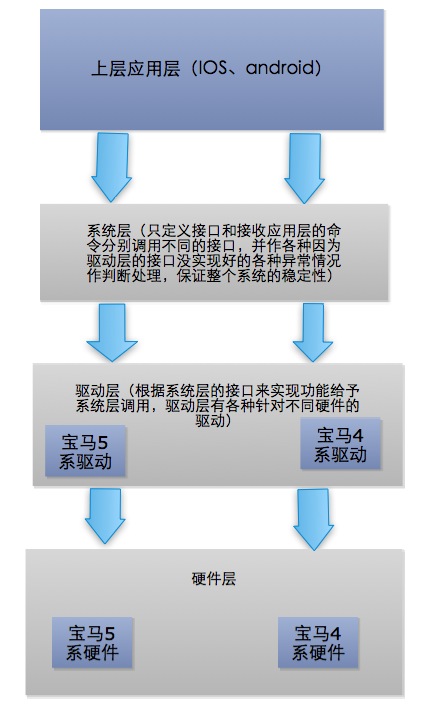 上层应用层（IOS、android）
系统层（只定义接口和接收应用层的命
令分别调用不同的接口，并作各种因为
驱动层的接口没实现好的各种异常情况
作判断处理，保证整个系统的稳定性）
驱动层（根据系统层的接口来实现功能给予
系统层调用，驱动层有各种针对不同硬件的
驱动）
宝马5
系驱动
宝马4
系驱动
硬件层
宝马5
系硬件
宝马4
系硬件